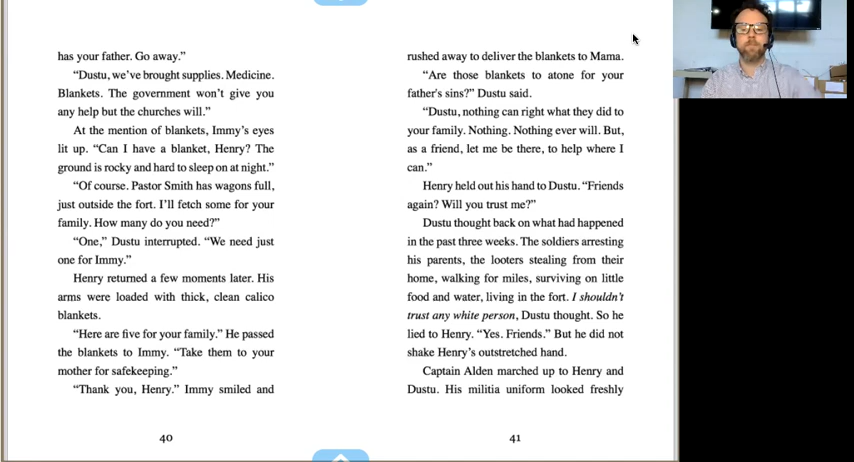 has your father. Go away.”
“Dustu, we’ve brought supplies. Medicine.
Blankets. The government won’t give you
any help but the churches will.”
At the mention of blankets, Immy’s eyes
lit up. “Can I have a blanket, Henry? The
ground is rocky and hard to sleep on at night.”
“Of course. Pastor Smith has wagons full,
just outside the fort. I’ll fetch some for your
family. How many do you need?”
“One,” Dustu interrupted. “We need just
one for Immy.”
Henry returned a few moments later. His
arms were loaded with thick, clean calico
blankets.
“Here are five for your family.” He passed
the blankets to Immy. “Take them to your
mother for safekeeping.”
“Thank you, Henry.” Immy smiled and
40
rushed away to deliver the blankets to Mama.
“Are those blankets to atone for your
father's sins?” Dustu said.
“Dustu, nothing can right what they did to
your family. Nothing. Nothing ever will. But,
as a friend, let me be there, to help where I
can.”
Henry held out his hand to Dustu. “Friends
again? Will you trust me?”
Dustu thought back on what had happened
in the past three weeks. The soldiers arresting
his parents, the looters stealing from their
home, walking for miles, surviving on little
food and water, living in the fort. I shouldn’t
trust any white person, Dustu thought. So he
lied to Henry. “Yes. Friends.” But he did not
shake Henry’s outstretched hand.
Captain Alden marched up to Henry and
Dustu. His militia uniform looked freshly
41